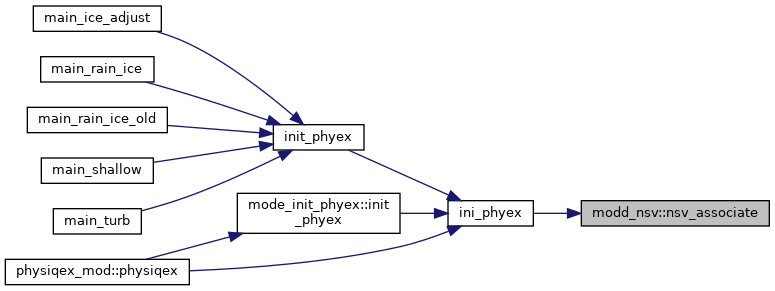 main_ice_adjust
main_rain_ice
main_rain_ice_old
main_shallow
main_turb
physiqex_mod::physiqex
init_phyex
mode_init_phyex::init
_phyex
ini_phyex
modd_nsv::nsv_associate